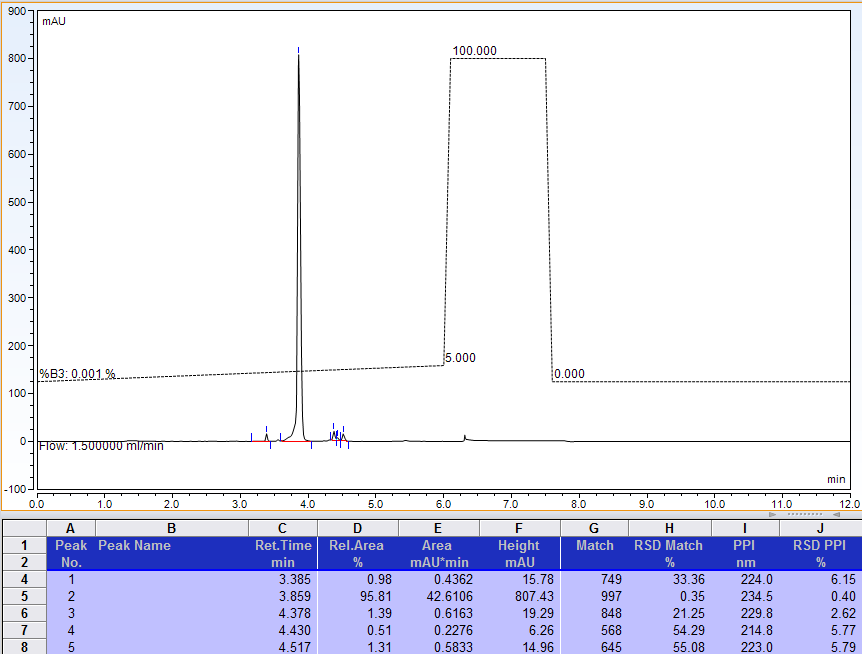 900
mAU
800
100.000
700
600
500
400
300
200
5.000
%B3: 0.001 %
0.000
100
0
Flow: 1.500000 ml/min
min
-100
0.0 1.0 2.0 3.0 4.0 5.0 6.0 7.0 8.0 9.0 10.0 11.0 12.0
A B C D E F G H I J
1 Peak Peak Name Ret.Time Rel.Area Area Height Match RSD Match PPI RSD PPI
2 No. min % mAU*min mAU % nm %
4 1 3.385 0.98 0.4362 15.78 749 33.36 224.0 6.15
5 2 3.859 95.81 42.6106 807.43 997 0.35 234.5 0.40
6 3 4.378 1.39 0.6163 19.29 848 21.25 229.8 2.62
7 4 4.430 0.51 0.2276 6.26 568 54.29 214.8 5.77
8 5 4.517 1.31 0.5833 14.96 645 55.08 223.0 5.79